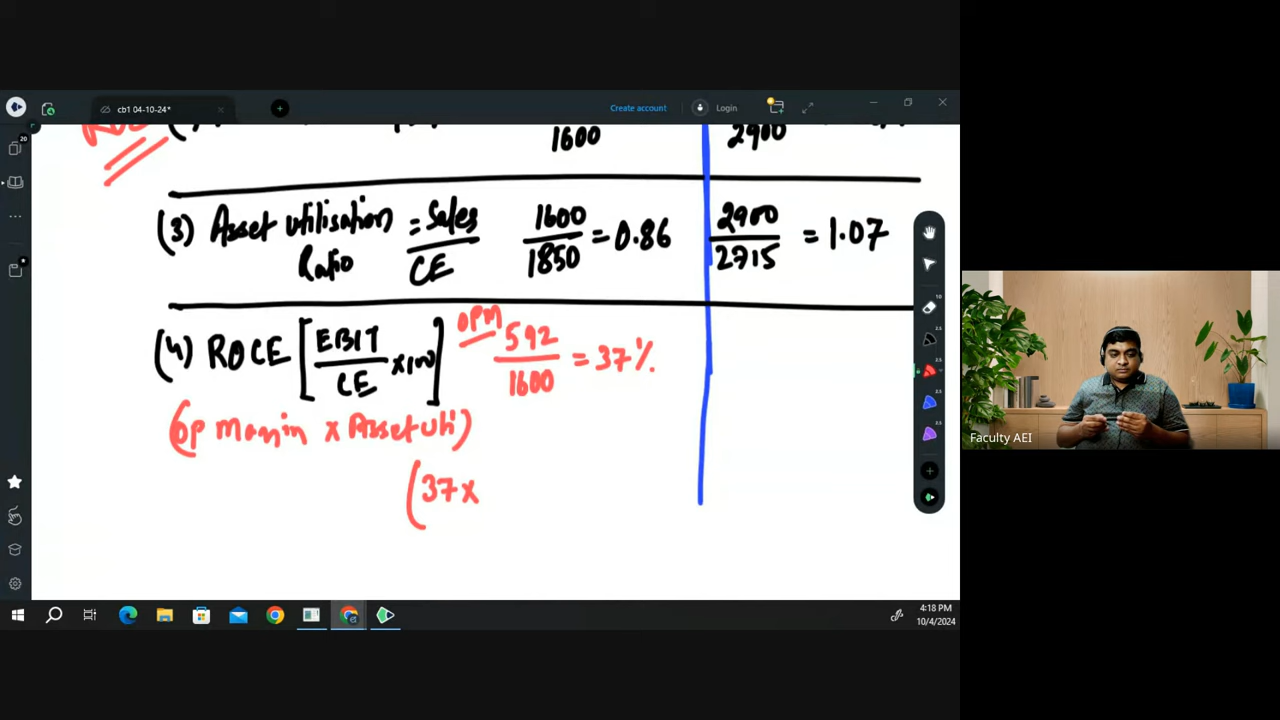 cb1 04-10-24*
Create account
Login
20
1600
2900
(3) Asset utilisation = Sales 1600 = 0.86 2900 = 1.07
Ratio CE 1850 2715
(4) ROCE [EBIT x100] OPM 592 = 37%
CE 1600
(op margin x Asset uti)
(37 x
Faculty AEI
4:18 PM
10/4/2024